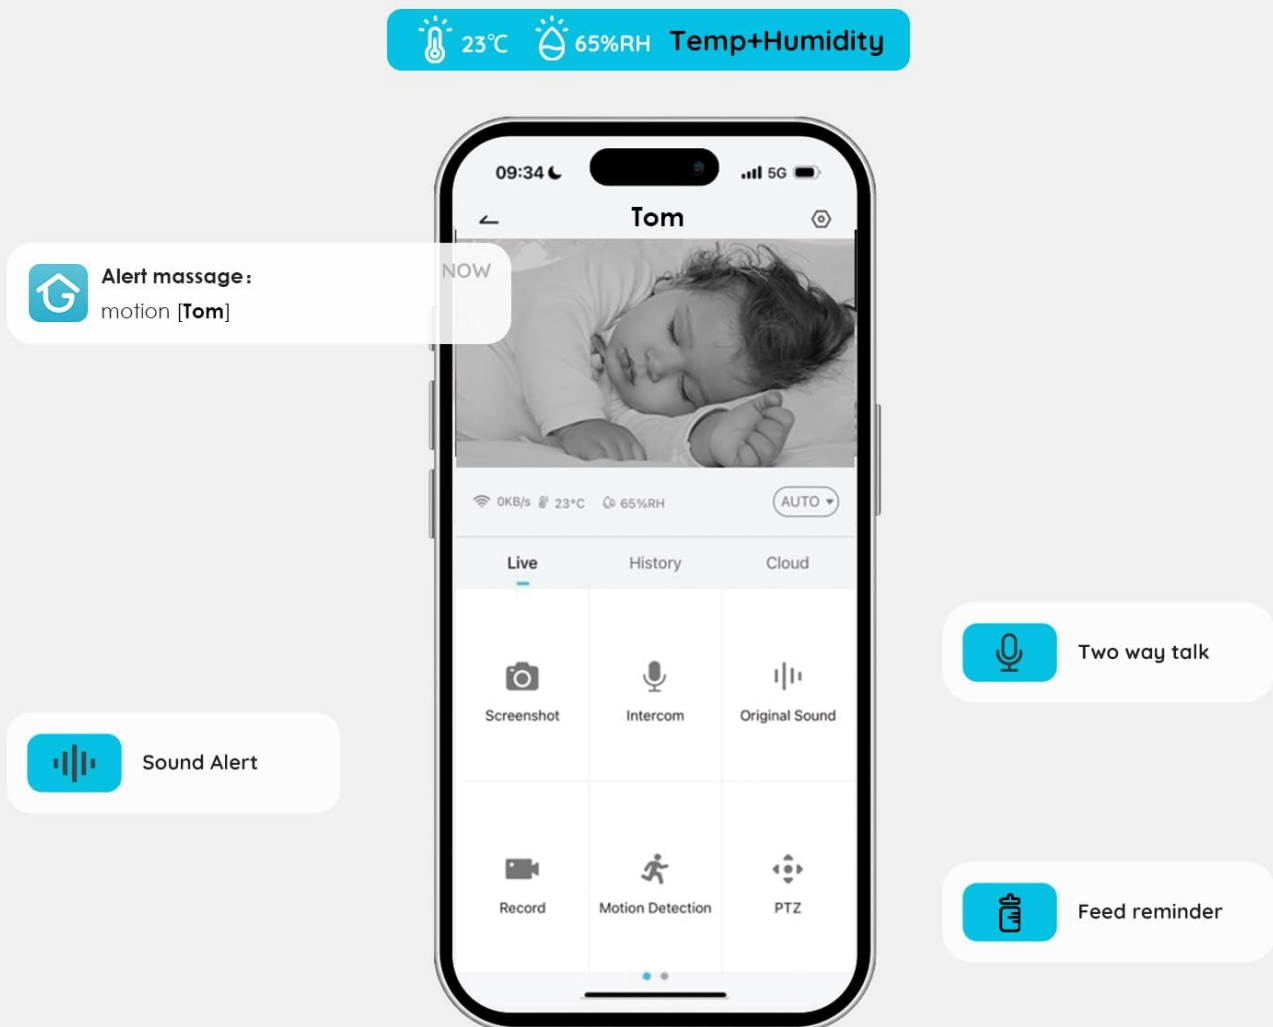 23°C 65%RH Temp+Humidity
09:34 5G
Tom
NOW
Alert massage:
motion [Tom]
0KB/s 23°C 65%RH AUTO
Live History Cloud
Screenshot Intercom Original Sound
Two way talk
Sound Alert
Record Motion Detection PTZ
Feed reminder